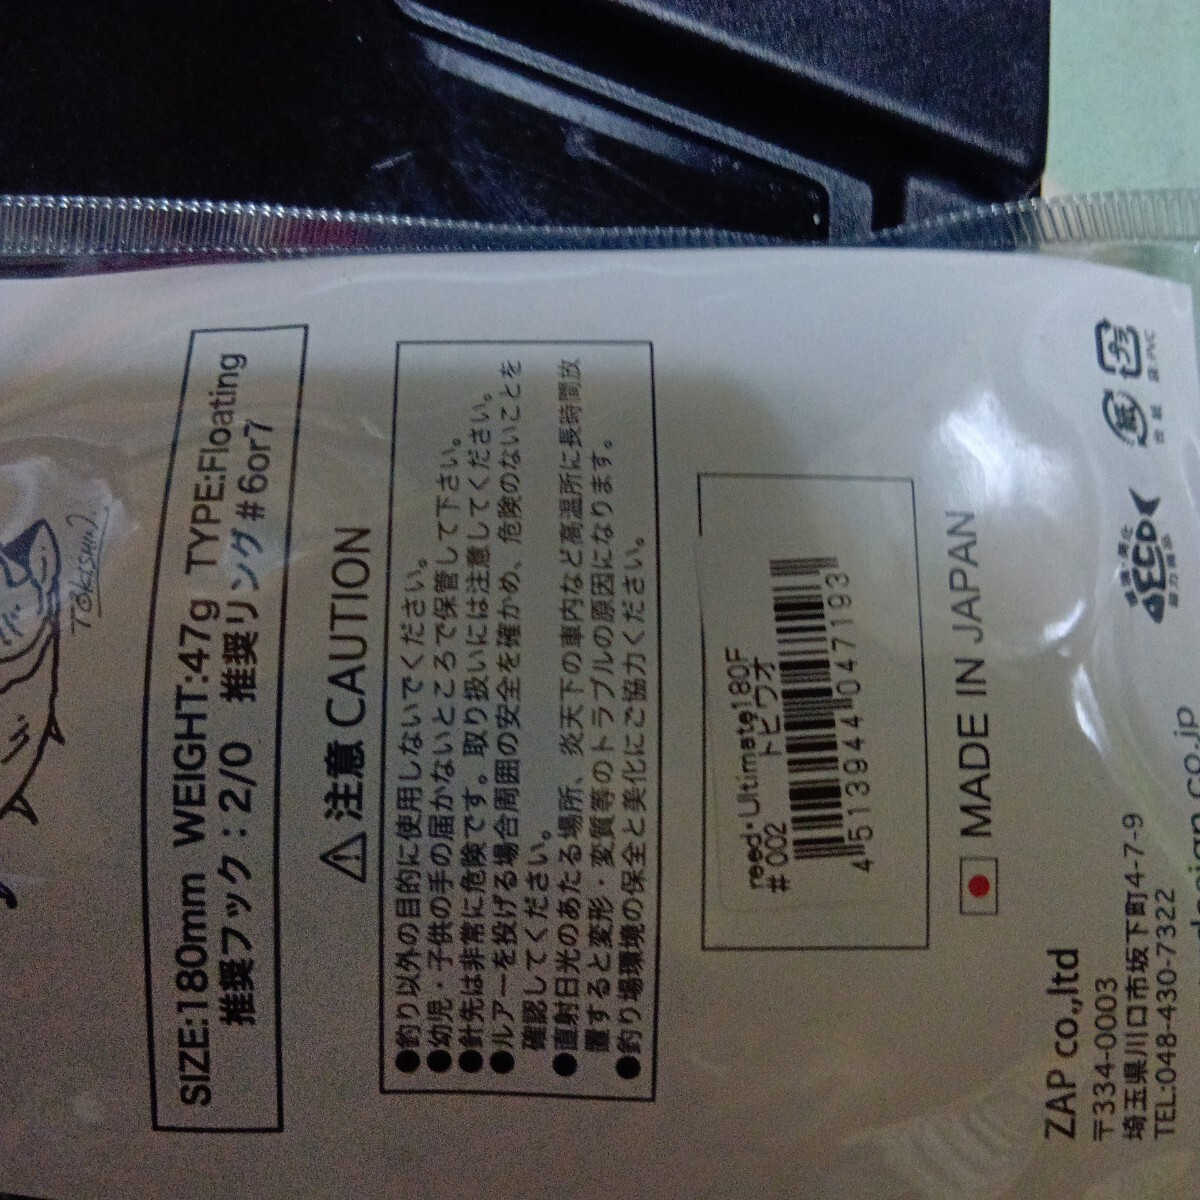 TOKISHIN.
SIZE:180mm WEIGHT:47g TYPE:Floating
推奨フック：2/0 推奨リング#6or7
注意 CAUTION
●釣り以外の目的に使用しないでください。
●幼児・子供の手の届かないところで保管して下さい。
●針先は非常に危険です。取り扱いには注意してください。
●ルアーを投げる場合周囲の安全を確かめ、危険のないことを
確認してください。
●直射日光のあたる場所、炎天下の車内など高温所に長時間放
置すると変形・変質等のトラブルの原因になります。
●釣り場環境の保全と美化にご協力ください。
reed・Ultimate180F
#002 トビウオ
4513944047193
MADE IN JAPAN
プラ
袋:PVC
紙
台紙
ECO
ZAP co.,ltd
〒334-0003
埼玉県川口市坂下町4-7-9
TEL:048-430-7322